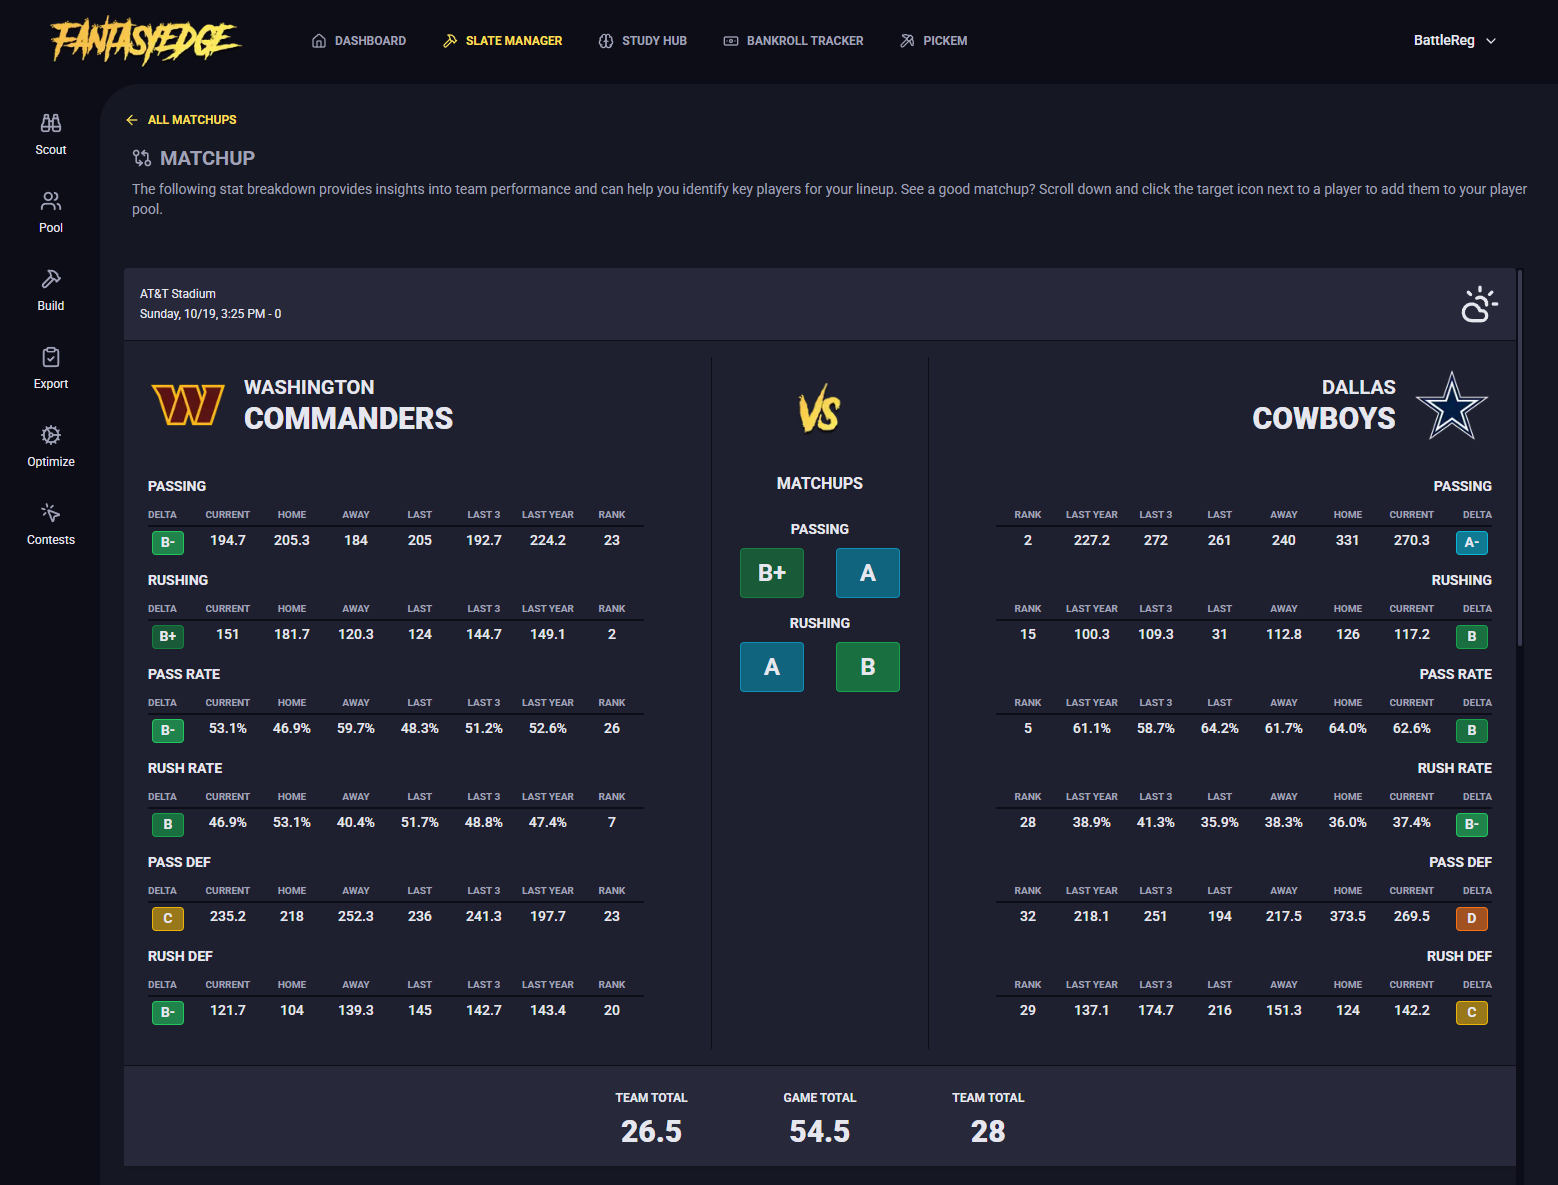 FANTASYEDGE
DASHBOARD
SLATE MANAGER
STUDY HUB
BANKROLL TRACKER
PICKEM
BattleReg
Scout
Pool
Build
Export
Optimize
Contests
ALL MATCHUPS
MATCHUP
The following stat breakdown provides insights into team performance and can help you identify key players for your lineup. See a good matchup? Scroll down and click the target icon next to a player to add them to your player
pool.
AT&T Stadium
Sunday, 10/19, 3:25 PM - 0
WASHINGTON
COMMANDERS
PASSING
DELTA CURRENT HOME AWAY LAST LAST 3 LAST YEAR RANK
B- 194.7 205.3 184 205 192.7 224.2 23
RUSHING
DELTA CURRENT HOME AWAY LAST LAST 3 LAST YEAR RANK
B+ 151 181.7 120.3 124 144.7 149.1 2
PASS RATE
DELTA CURRENT HOME AWAY LAST LAST 3 LAST YEAR RANK
B- 53.1% 46.9% 59.7% 48.3% 51.2% 52.6% 26
RUSH RATE
DELTA CURRENT HOME AWAY LAST LAST 3 LAST YEAR RANK
B 46.9% 53.1% 40.4% 51.7% 48.8% 47.4% 7
PASS DEF
DELTA CURRENT HOME AWAY LAST LAST 3 LAST YEAR RANK
C 235.2 218 252.3 236 241.3 197.7 23
RUSH DEF
DELTA CURRENT HOME AWAY LAST LAST 3 LAST YEAR RANK
B- 121.7 104 139.3 145 142.7 143.4 20
VS
MATCHUPS
PASSING
B+ A
RUSHING
A B
DALLAS
COWBOYS
PASSING
RANK LAST YEAR LAST 3 LAST AWAY HOME CURRENT DELTA
2 227.2 272 261 240 331 270.3 A-
RUSHING
RANK LAST YEAR LAST 3 LAST AWAY HOME CURRENT DELTA
15 100.3 109.3 31 112.8 126 117.2 B
PASS RATE
RANK LAST YEAR LAST 3 LAST AWAY HOME CURRENT DELTA
5 61.1% 58.7% 64.2% 61.7% 64.0% 62.6% B
RUSH RATE
RANK LAST YEAR LAST 3 LAST AWAY HOME CURRENT DELTA
28 38.9% 41.3% 35.9% 38.3% 36.0% 37.4% B-
PASS DEF
RANK LAST YEAR LAST 3 LAST AWAY HOME CURRENT DELTA
32 218.1 251 194 217.5 373.5 269.5 D
RUSH DEF
RANK LAST YEAR LAST 3 LAST AWAY HOME CURRENT DELTA
29 137.1 174.7 216 151.3 124 142.2 C
TEAM TOTAL GAME TOTAL TEAM TOTAL
26.5 54.5 28